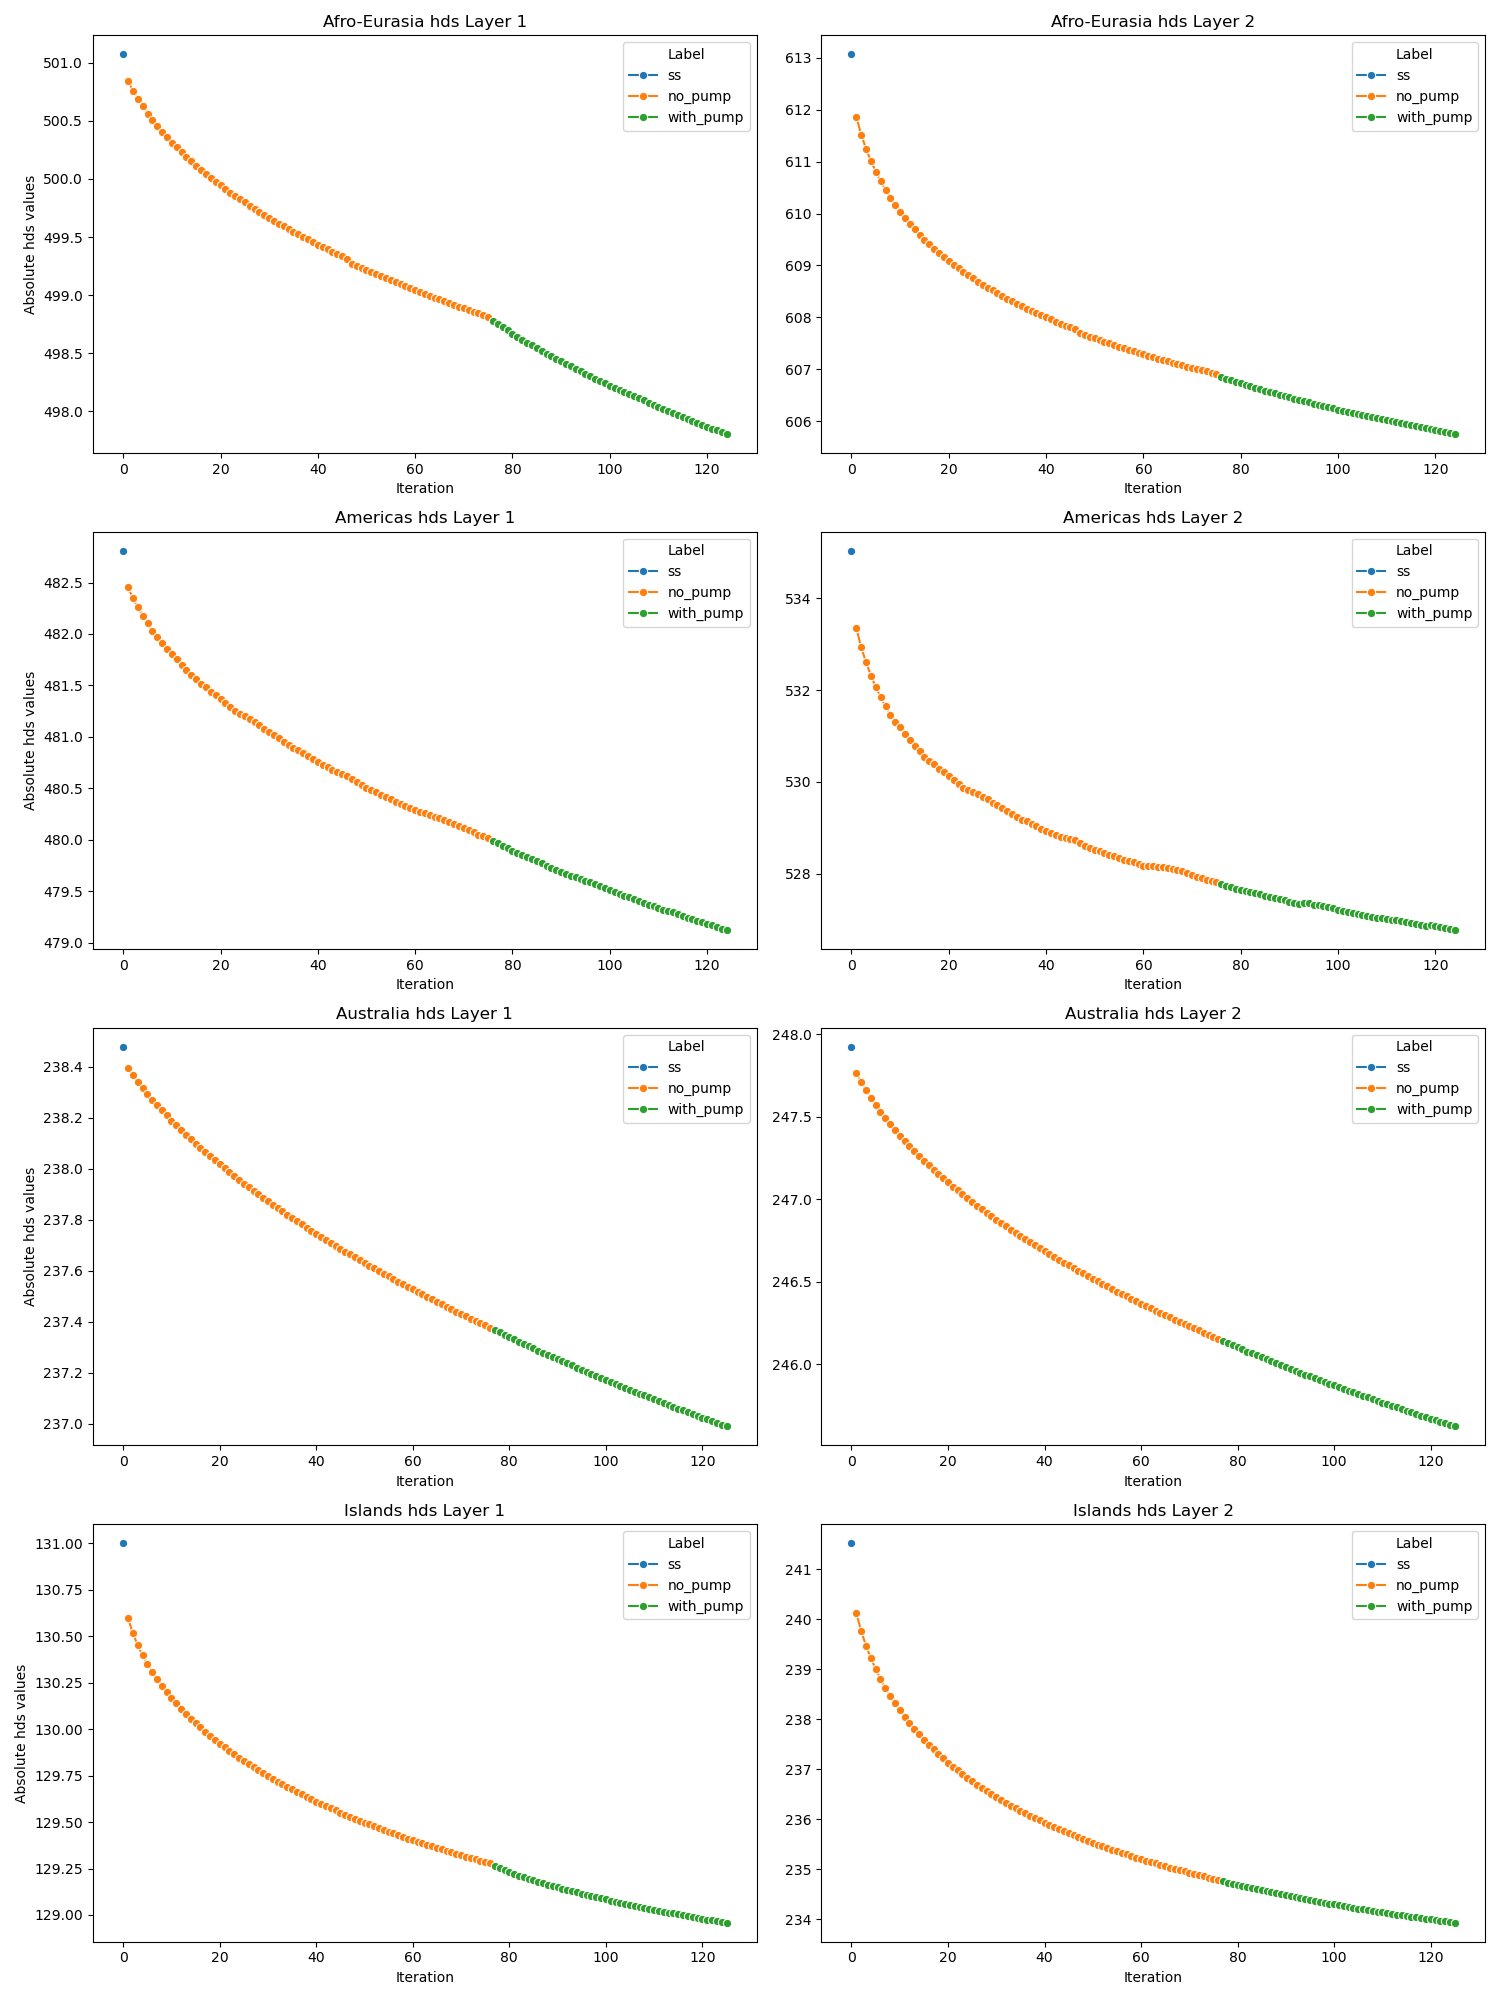 Afro-Eurasia hds Layer 1
Absolute hds values
501.0
500.5
500.0
499.5
499.0
498.5
498.0
Label
ss
no_pump
with_pump
0 20 40 60 80 100 120
Iteration
Afro-Eurasia hds Layer 2
613
612
611
610
609
608
607
606
Label
ss
no_pump
with_pump
0 20 40 60 80 100 120
Iteration
Americas hds Layer 1
Absolute hds values
482.5
482.0
481.5
481.0
480.5
480.0
479.5
479.0
Label
ss
no_pump
with_pump
0 20 40 60 80 100 120
Iteration
Americas hds Layer 2
534
532
530
528
Label
ss
no_pump
with_pump
0 20 40 60 80 100 120
Iteration
Australia hds Layer 1
Absolute hds values
238.4
238.2
238.0
237.8
237.6
237.4
237.2
237.0
Label
ss
no_pump
with_pump
0 20 40 60 80 100 120
Iteration
Australia hds Layer 2
248.0
247.5
247.0
246.5
246.0
Label
ss
no_pump
with_pump
0 20 40 60 80 100 120
Iteration
Islands hds Layer 1
Absolute hds values
131.00
130.75
130.50
130.25
130.00
129.75
129.50
129.25
129.00
Label
ss
no_pump
with_pump
0 20 40 60 80 100 120
Iteration
Islands hds Layer 2
241
240
239
238
237
236
235
234
Label
ss
no_pump
with_pump
0 20 40 60 80 100 120
Iteration